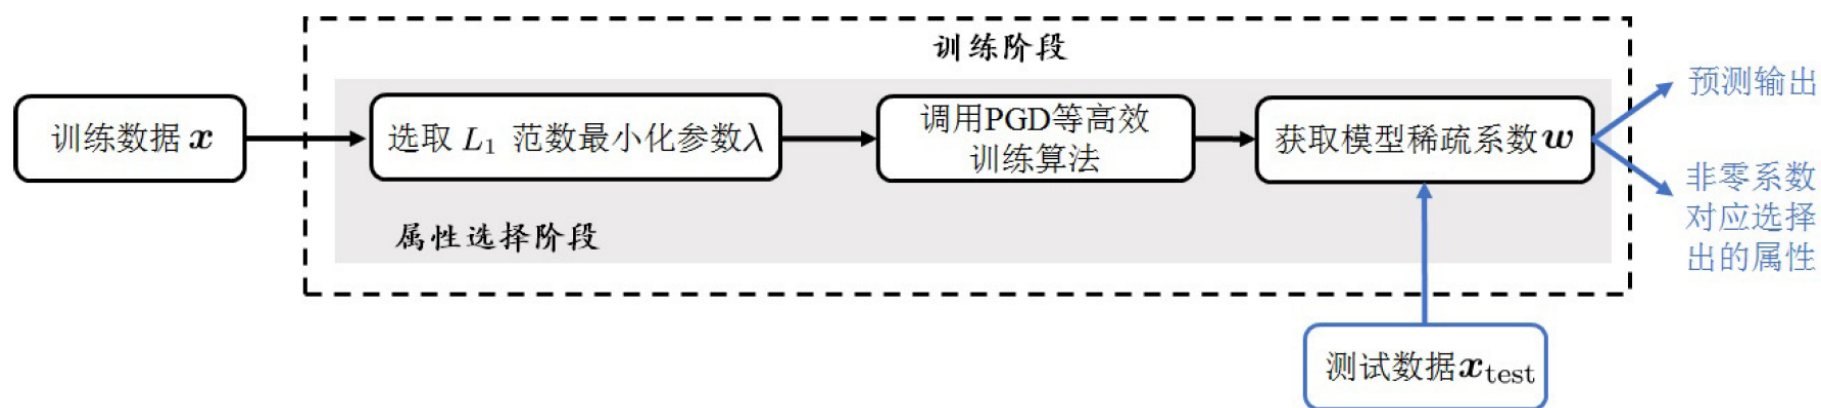 训练阶段
训练数据 x
选取 L₁ 范数最小化参数λ
调用PGD等高效
训练算法
获取模型稀疏系数w
预测输出
非零系数
对应选择
出的属性
属性选择阶段
测试数据x_test